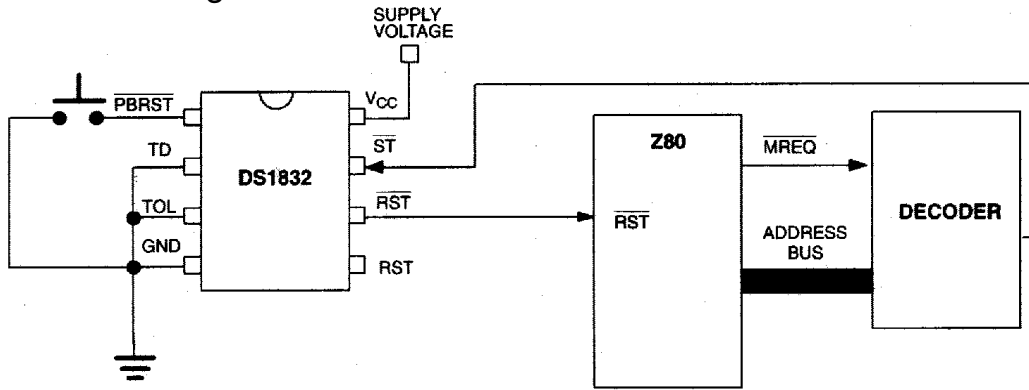 SUPPLY
VOLTAGE
PBRST
TD
TOL
GND
DS1832
VCC
ST
RST
RST
Z80
RST
MREQ
ADDRESS
BUS
DECODER